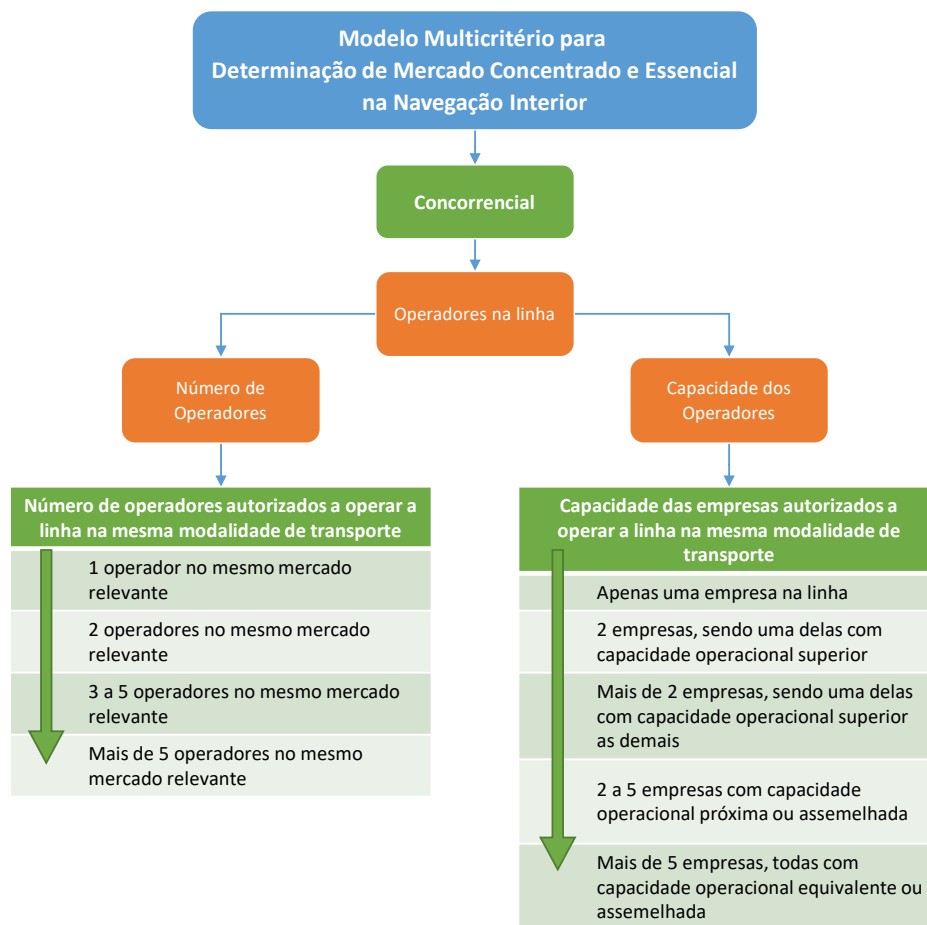 Modelo Multicritério para
Determinação de Mercado Concentrado e Essencial
na Navegação Interior
Concorrencial
Operadores na linha
Número de
Operadores
Capacidade dos
Operadores
Número de operadores autorizados a operar a
linha na mesma modalidade de transporte
1 operador no mesmo mercado
relevante
2 operadores no mesmo mercado
relevante
3 a 5 operadores no mesmo mercado
relevante
Mais de 5 operadores no mesmo
mercado relevante
Capacidade das empresas autorizados a
operar a linha na mesma modalidade de
transporte
Apenas uma empresa na linha
2 empresas, sendo uma delas com
capacidade operacional superior
Mais de 2 empresas, sendo uma delas
com capacidade operacional superior
as demais
2 a 5 empresas com capacidade
operacional próxima ou assemelhada
Mais de 5 empresas, todas com
capacidade operacional equivalente ou
assemelhada